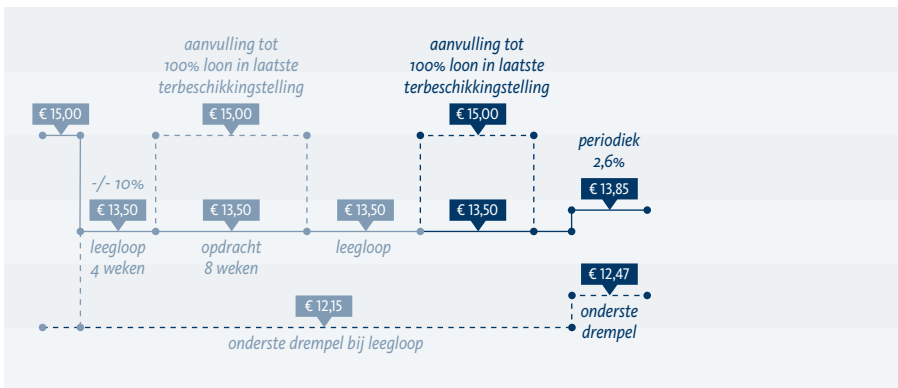 aanvulling tot
100% loon in laatste
terbeschikkingstelling
aanvulling tot
100% loon in laatste
terbeschikkingstelling
€ 15,00
€ 15,00
€ 15,00
periodiek
2,6%
-/- 10%
€ 13,85
€ 13,50
€ 13,50
€ 13,50
€ 13,50
leegloop
4 weken
opdracht
8 weken
leegloop
€ 12,47
€ 12,15
onderste
drempel
onderste drempel bij leegloop